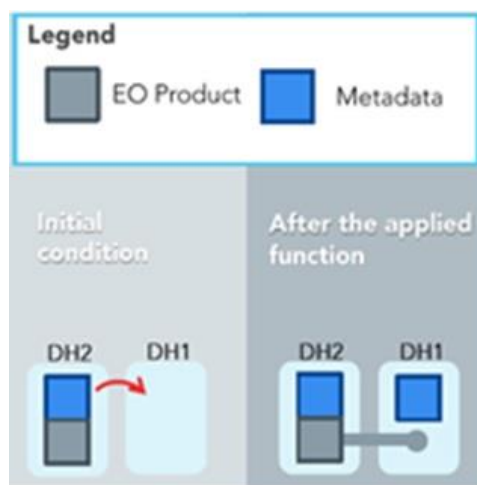 Legend
EO Product
Metadata
Initial
condition
After the applied
function
DH2
DH1
DH2
DH1